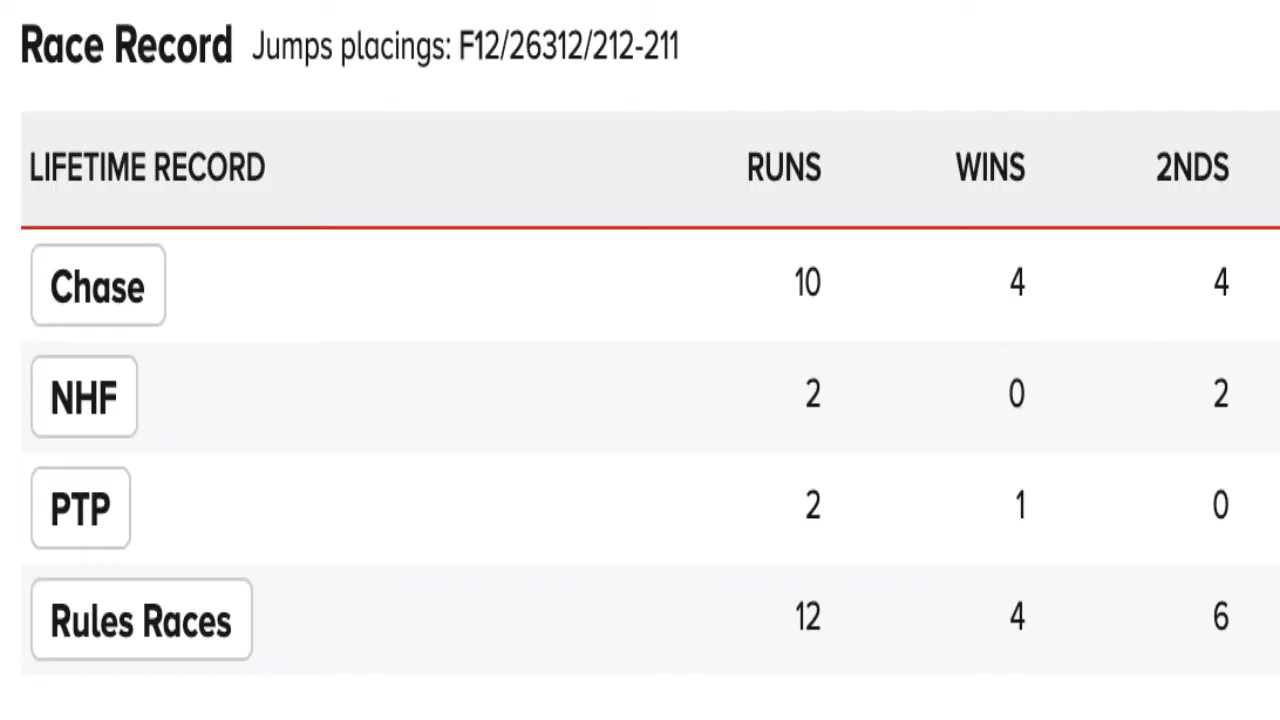 Race Record Jumps placings: F12/26312/212-211
LIFETIME RECORD RUNS WINS 2NDS
Chase 10 4 4
NHF 2 0 2
PTP 2 1 0
Rules Races 12 4 6